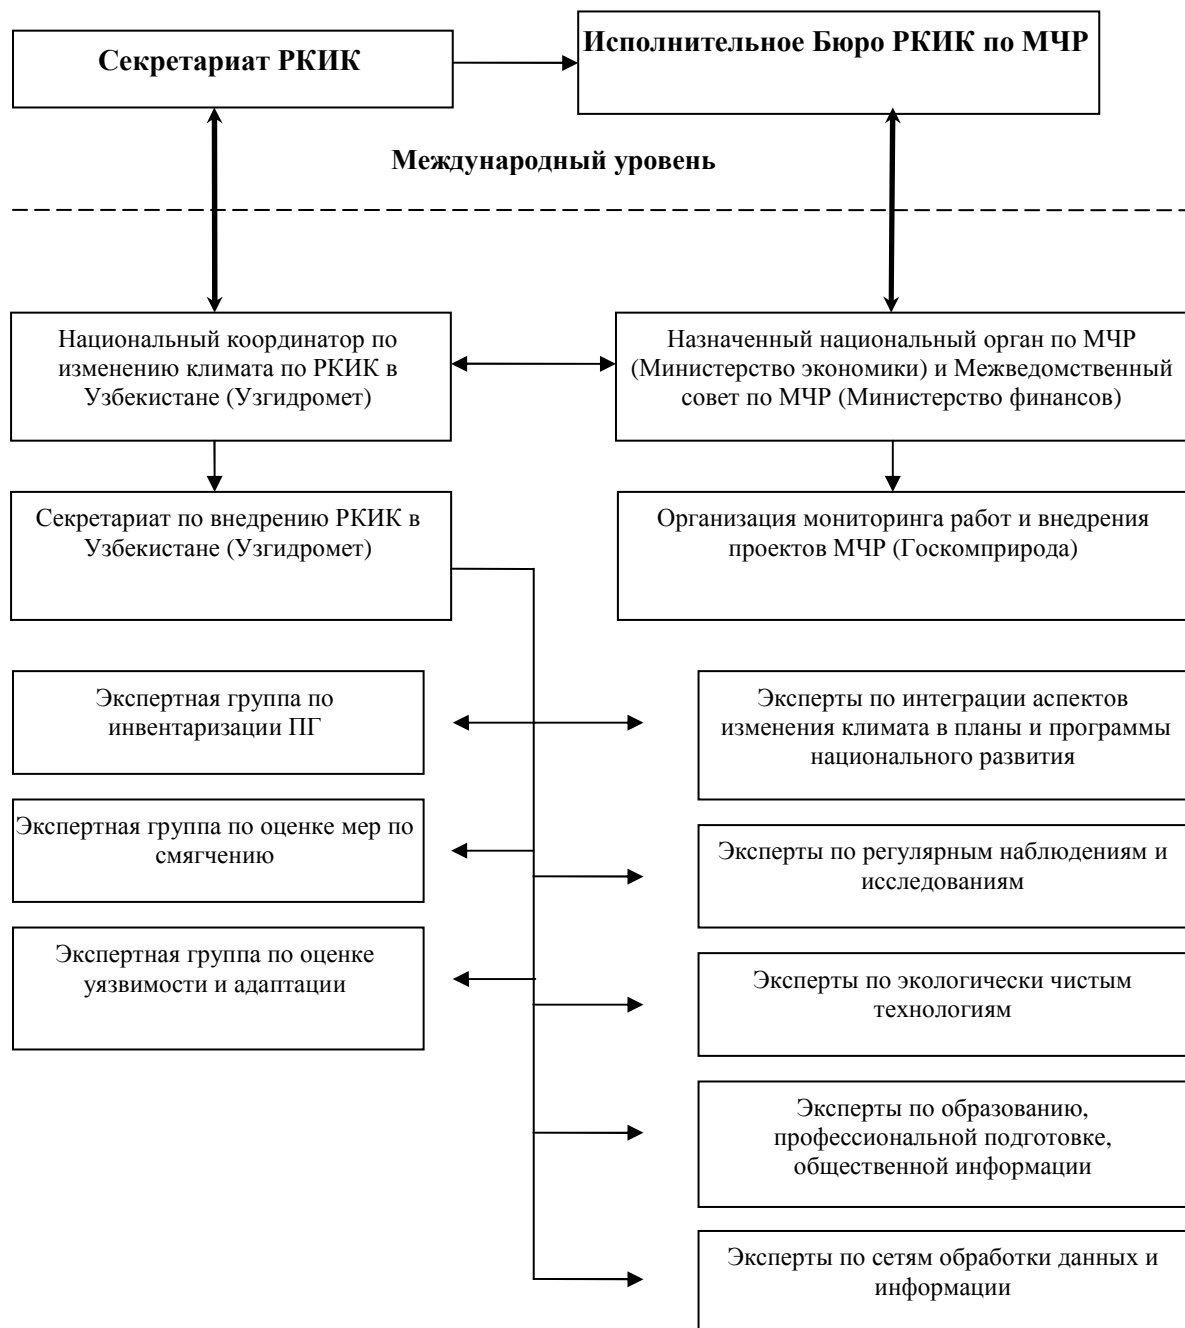 Секретариат РКИК
Исполнительное Бюро РКИК по МЧР
Международный уровень
Национальный координатор по
изменению климата по РКИК в
Узбекистане (Узгидромет)
Назначенный национальный орган по МЧР
(Министерство экономики) и Межведомственный
совет по МЧР (Министерство финансов)
Секретариат по внедрению РКИК в
Узбекистане (Узгидромет)
Организация мониторинга работ и внедрения
проектов МЧР (Госкомприрода)
Экспертная группа по
инвентаризации ПГ
Эксперты по интеграции аспектов
изменения климата в планы и программы
национального развития
Экспертная группа по оценке мер по
смягчению
Эксперты по регулярным наблюдениям и
исследованиям
Экспертная группа по оценке
уязвимости и адаптации
Эксперты по экологически чистым
технологиям
Эксперты по образованию,
профессиональной подготовке,
общественной информации
Эксперты по сетям обработки данных и
информации